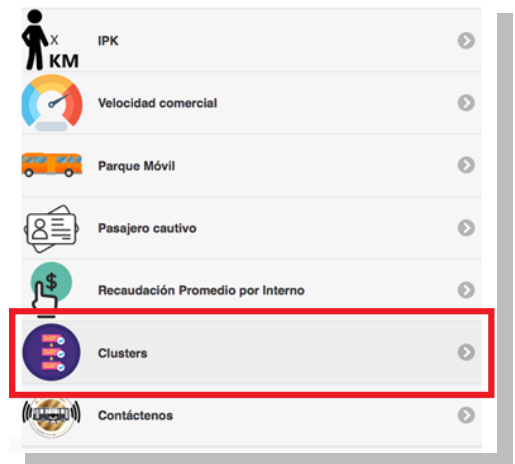 X
KM
IPK
Velocidad comercial
Parque Móvil
Pasajero cautivo
$
Recaudación Promedio por Interno
Clusters
Contáctenos